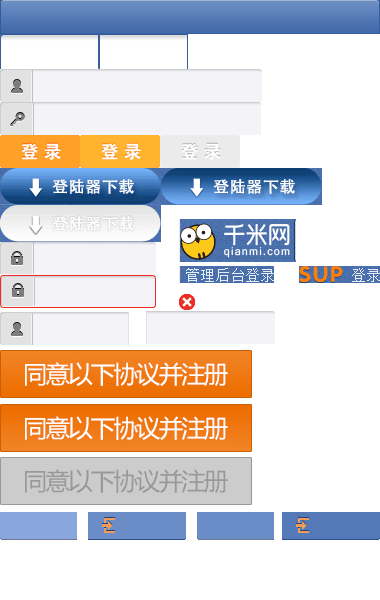 登 录 登 录 登 录
登陆器下载 登陆器下载
登陆器下载
千米网
qianmi.com
管理后台登录 SUP 登录
同意以下协议并注册
同意以下协议并注册
同意以下协议并注册